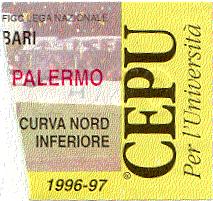 FIGC LEGA NAZIONALE
BARI
PALERMO
CURVA NORD
INFERIORE
1996-97
®CEPU
Per l'Università